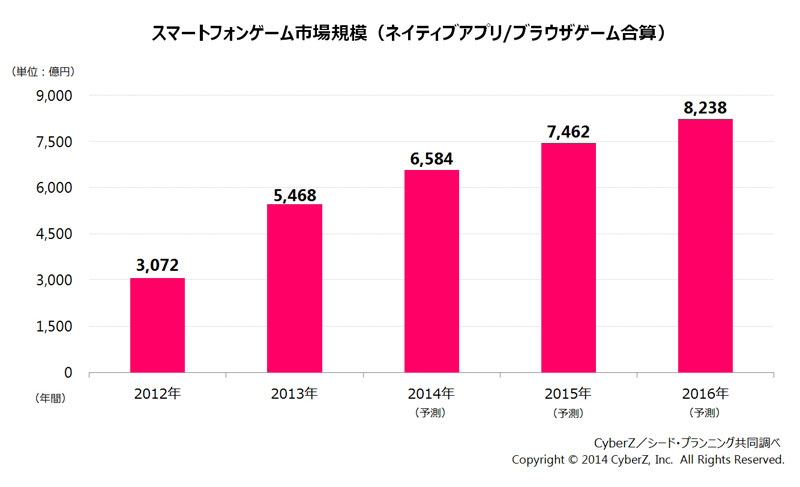 スマートフォンゲーム市場規模（ネイティブアプリ/ブラウザゲーム合算）
（単位：億円）
9,000
7,500
6,000
4,500
3,000
1,500
0
3,072
5,468
6,584
7,462
8,238
（年間）
2012年
2013年
2014年
（予測）
2015年
（予測）
2016年
（予測）
CyberZ／シード・プランニング共同調べ
Copyright © 2014 CyberZ, Inc. All Rights Reserved.